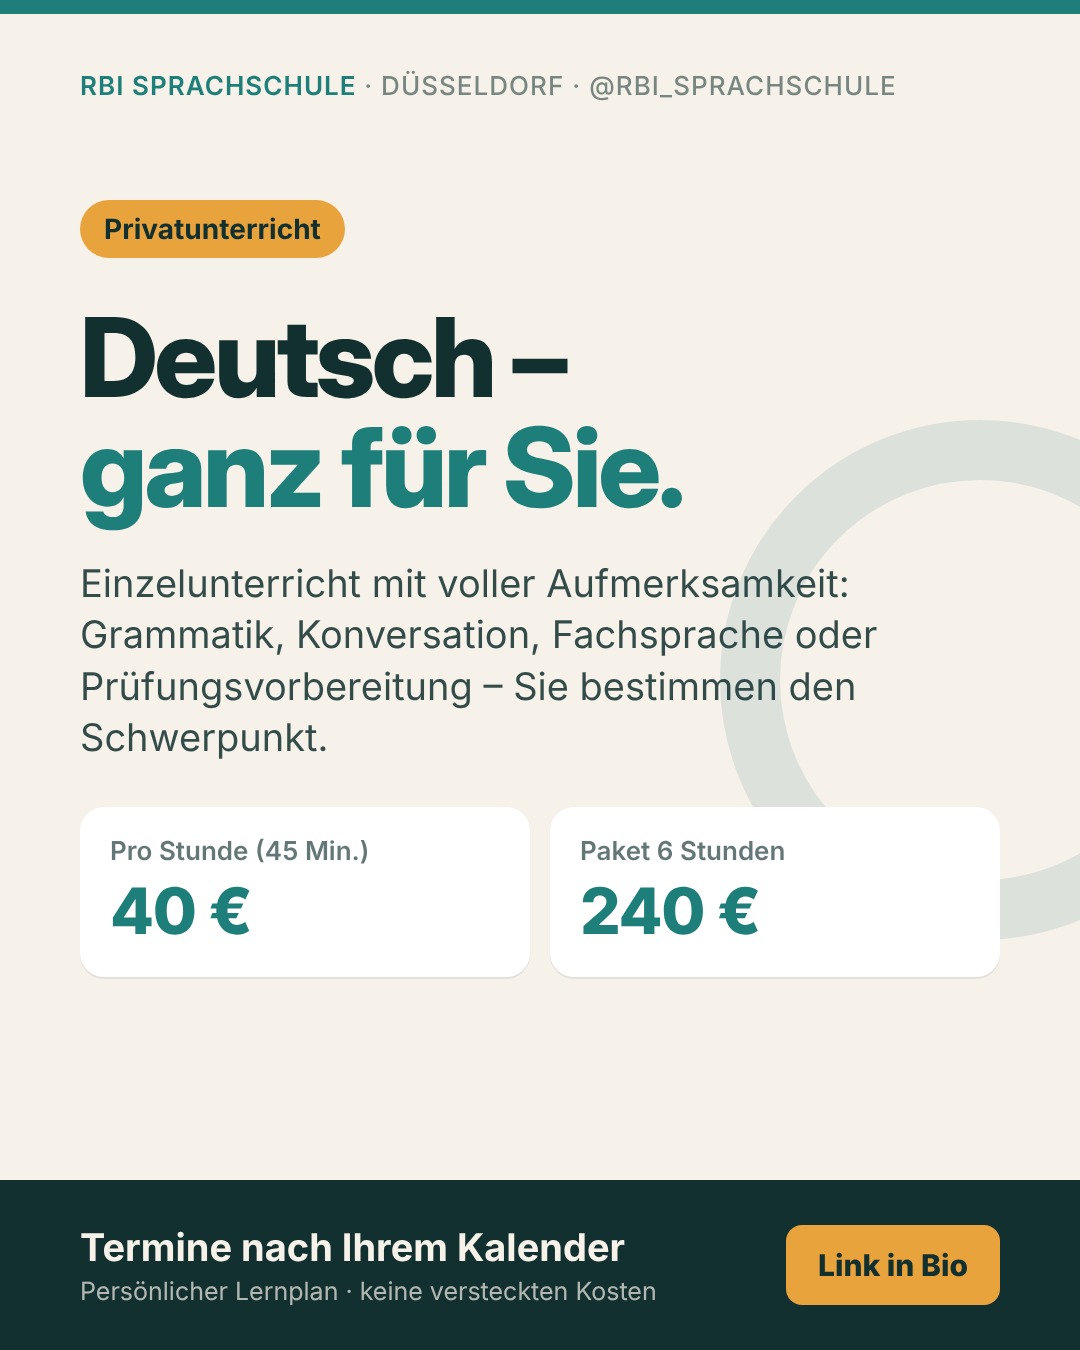 RBI SPRACHSCHULE · DÜSSELDORF · @RBI_SPRACHSCHULE
Privatunterricht
Deutsch –
ganz für Sie.
Einzelunterricht mit voller Aufmerksamkeit:
Grammatik, Konversation, Fachsprache oder
Prüfungsvorbereitung – Sie bestimmen den
Schwerpunkt.
Pro Stunde (45 Min.)
40 €
Paket 6 Stunden
240 €
Termine nach Ihrem Kalender
Persönlicher Lernplan · keine versteckten Kosten
Link in Bio